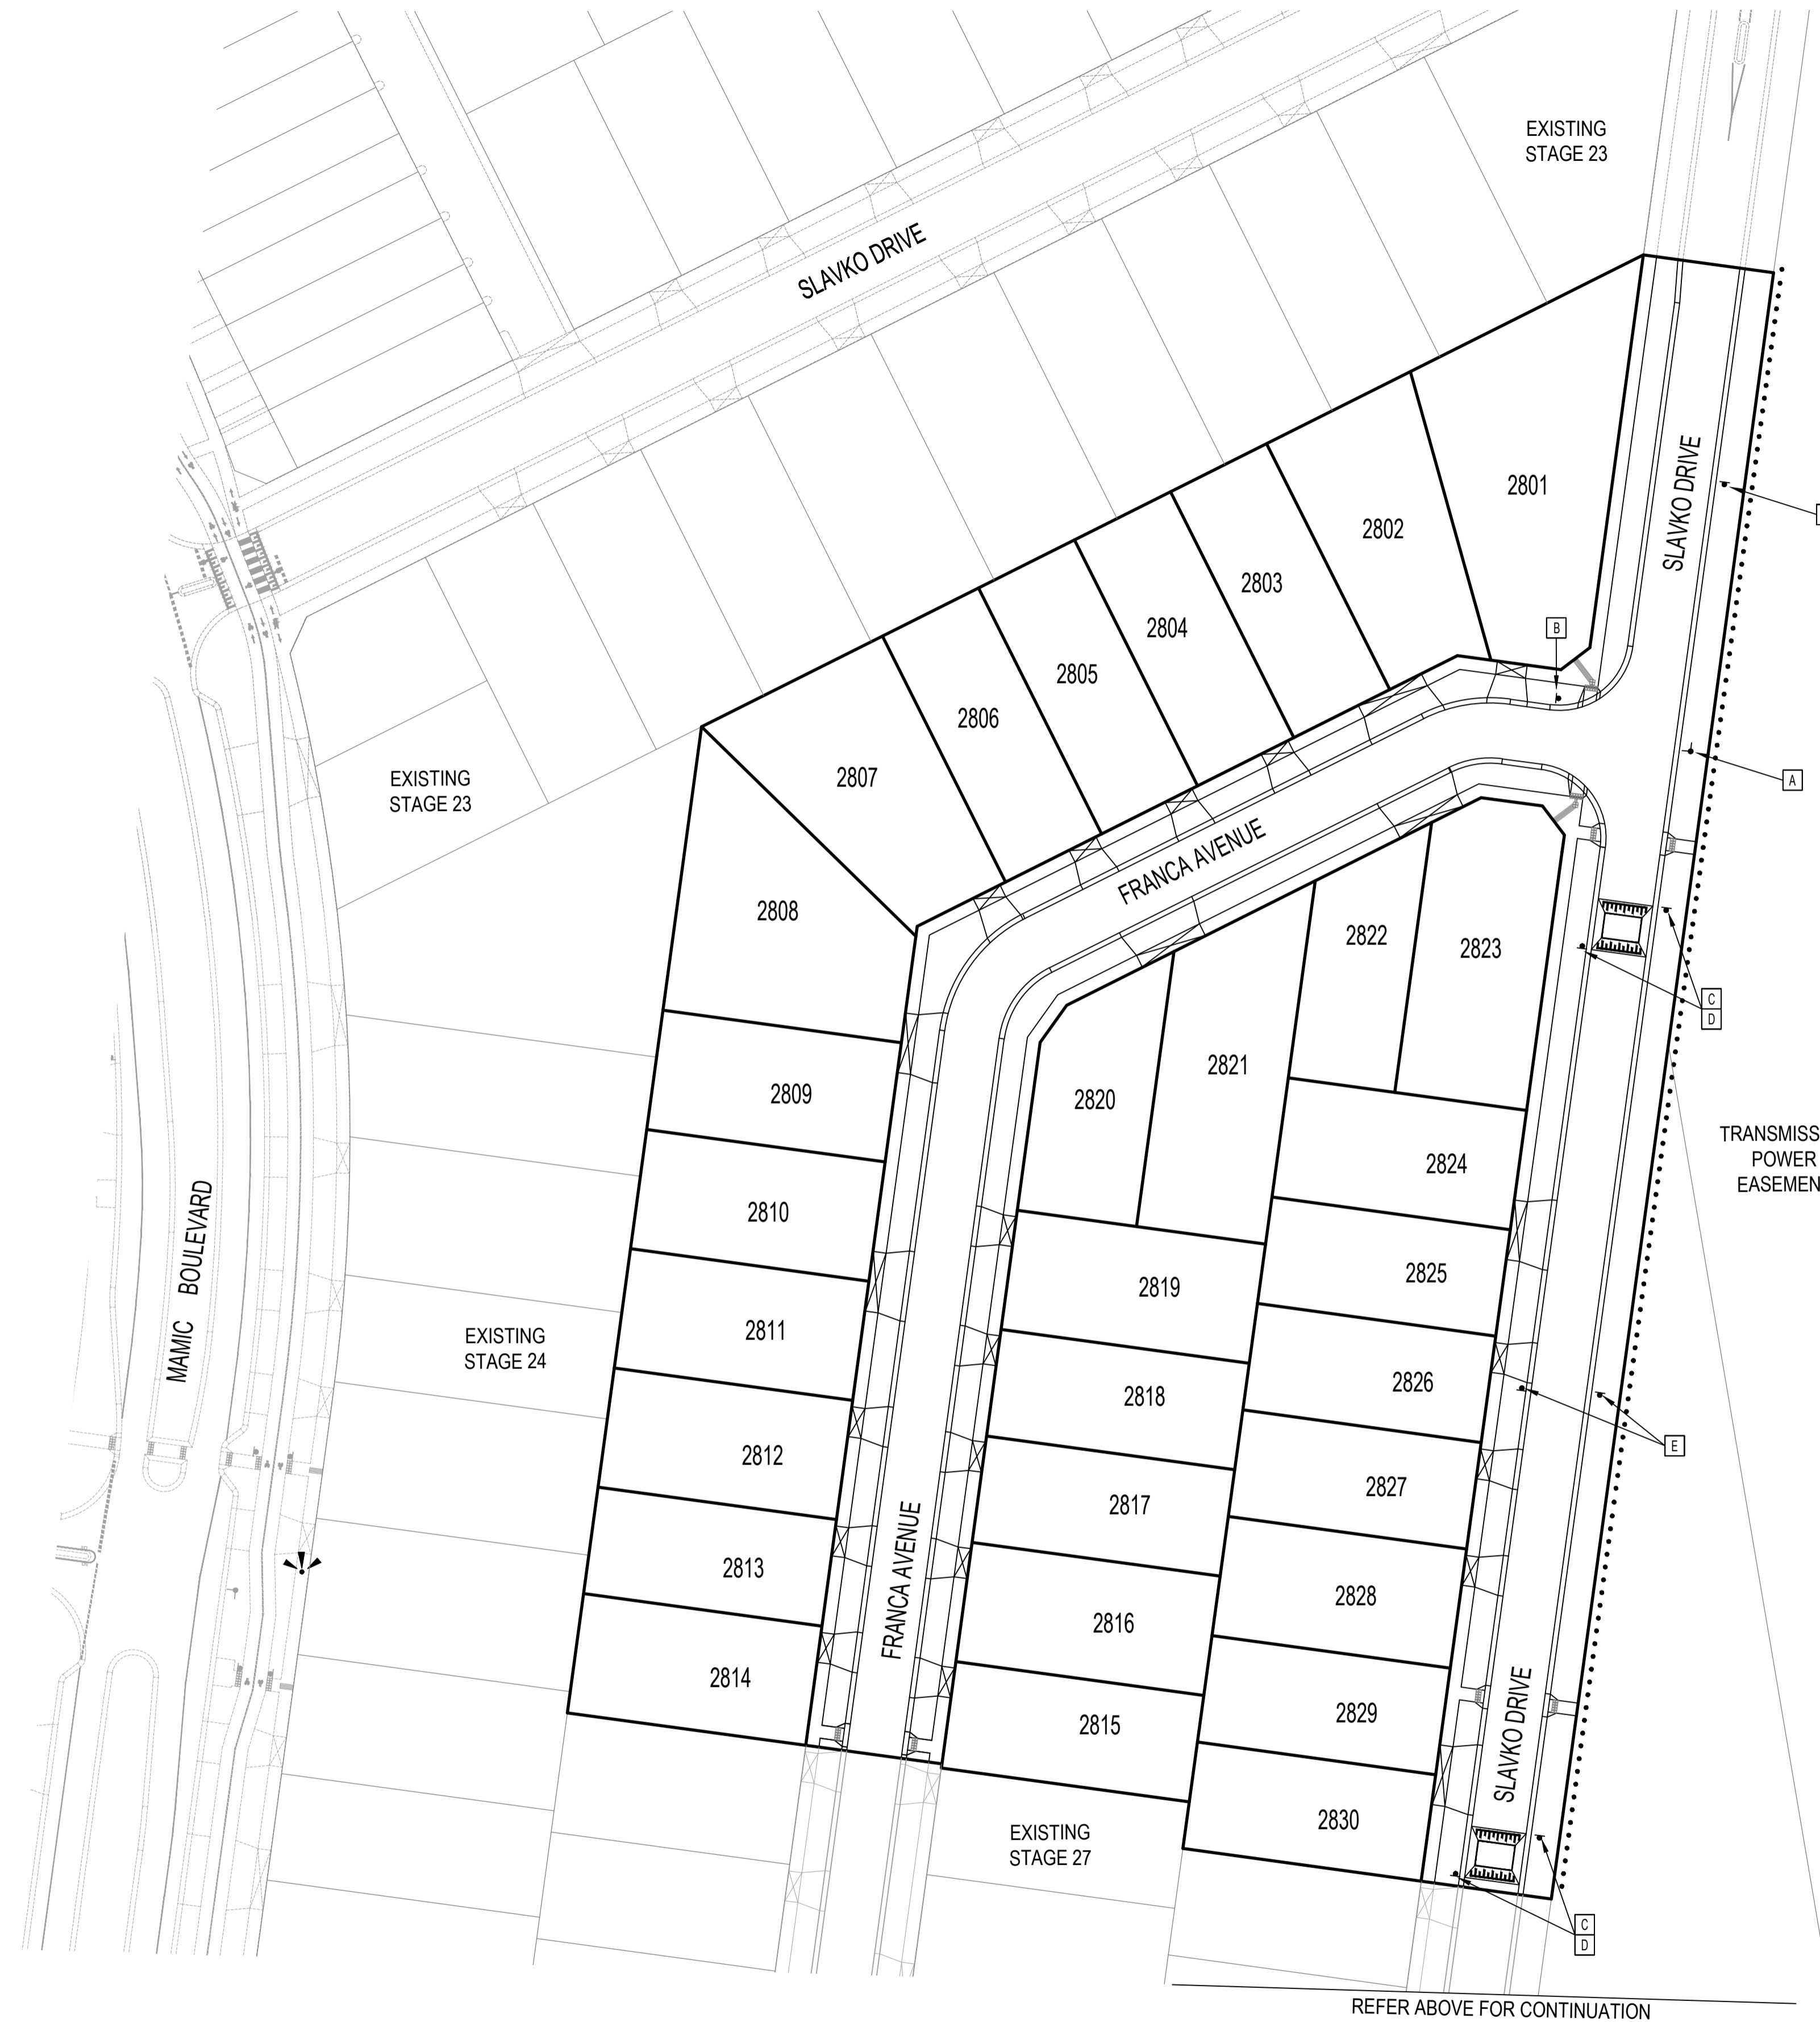 EXISTING
STAGE 23
SLAVKO DRIVE
SLAVKO DRIVE
2801
2802
2803
2804
2805
2806
2807
2808
B
A
EXISTING
STAGE 23
FRANCA AVENUE
2822
2823
C
D
2809
2820
2821
2810
2824
TRANSMISS
POWER
EASEMEN
MAMIC BOULEVARD
2811
2819
2825
EXISTING
STAGE 24
2812
2818
2826
E
2813
2817
2827
FRANCA AVENUE
2814
2816
2828
2815
2829
SLAVKO DRIVE
EXISTING
STAGE 27
2830
C
D
REFER ABOVE FOR CONTINUATION